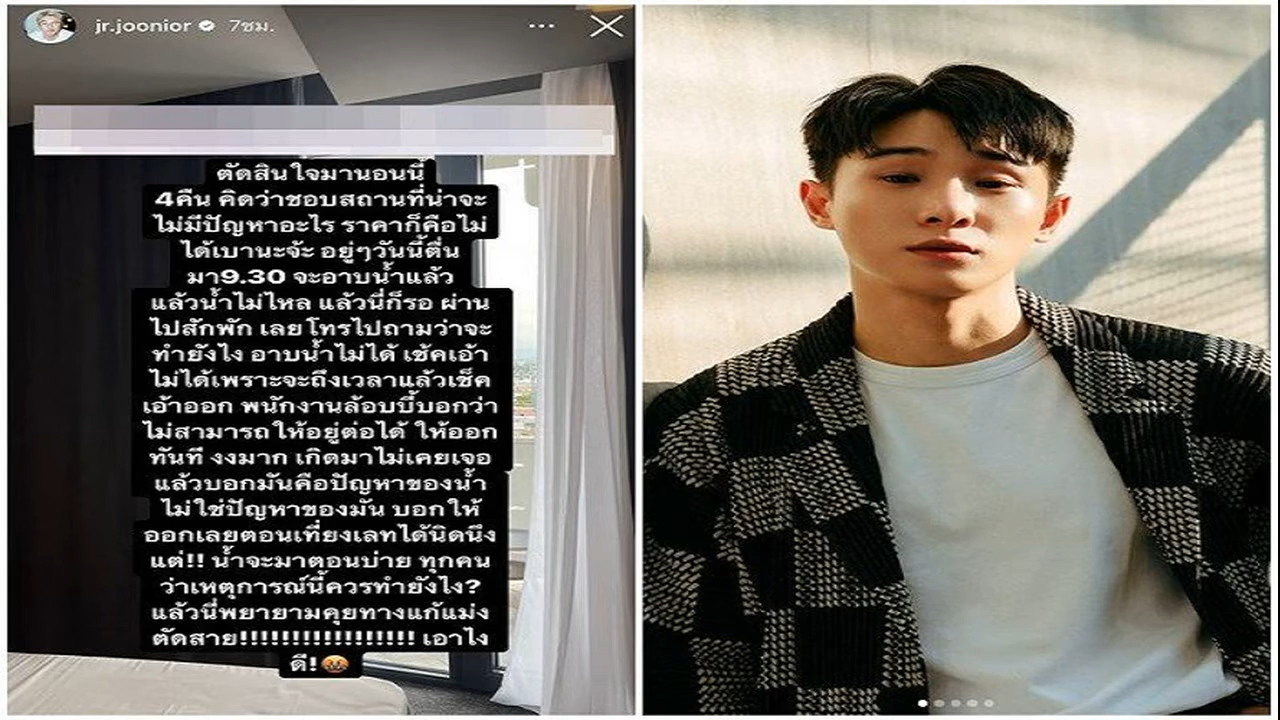 jr.joonior 7ชม.
ตัดสินใจมานอนนี่
4คืน คิดว่าชอบสถานที่น่าจะ
ไม่มีปัญหาอะไร ราคาก็คือไม่
ได้เบานะจ้ะ อยู่ๆวันนี้ตื่น
มา9.30 จะอาบน้ำแล้ว
แล้วน้ำไม่ไหล แล้วนี่ก็รอ ผ่าน
ไปสักพัก เลยโทรไปถามว่าจะ
ทำยังไง อาบน้ำไม่ได้ เช้คเอ้า
ไม่ได้เพราะจะถึงเวลาแล้วเช็ค
เอ้าออก พนักงานล้อบบี้บอกว่า
ไม่สามารถให้อยู่ต่อได้ ให้ออก
ทันที งงมาก เกิดมาไม่เคยเจอ
แล้วบอกมันคือปัญหาของน้ำ
ไม่ใช่ปัญหาของมัน บอกให้
ออกเลยตอนเที่ยงเลทได้นิดนึง
แต่!! น้ำจะมาตอนบ่าย ทุกคน
ว่าเหตุการณ์นี้ควรทำยังไง?
แล้วนี่พยายามคุยทางแก้แม่ง
ตัดสาย!!!!!!!!!!!!!!!!!! เอาไง
ดี!🤬